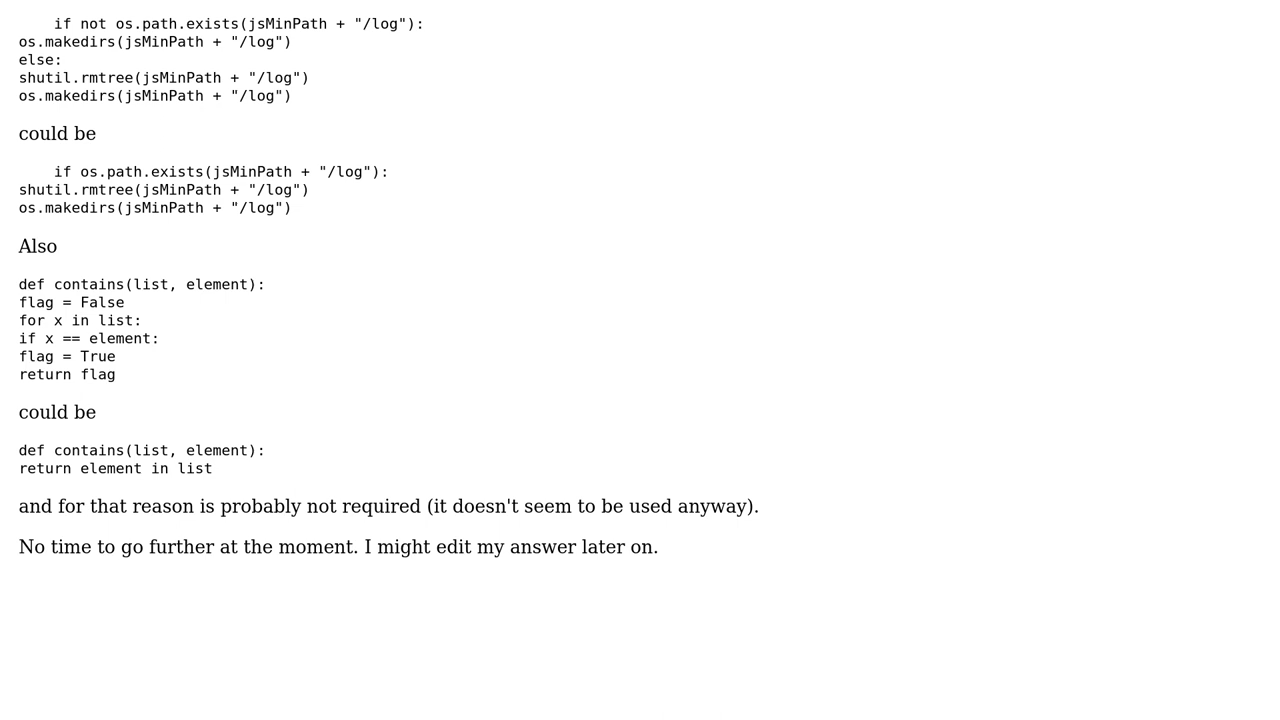 if not os.path.exists(jsMinPath + "/log"):
os.makedirs(jsMinPath + "/log")
else:
shutil.rmtree(jsMinPath + "/log")
os.makedirs(jsMinPath + "/log")
could be
    if os.path.exists(jsMinPath + "/log"):
shutil.rmtree(jsMinPath + "/log")
os.makedirs(jsMinPath + "/log")
Also
def contains(list, element):
flag = False
for x in list:
if x == element:
flag = True
return flag
could be
def contains(list, element):
return element in list
and for that reason is probably not required (it doesn't seem to be used anyway).
No time to go further at the moment. I might edit my answer later on.